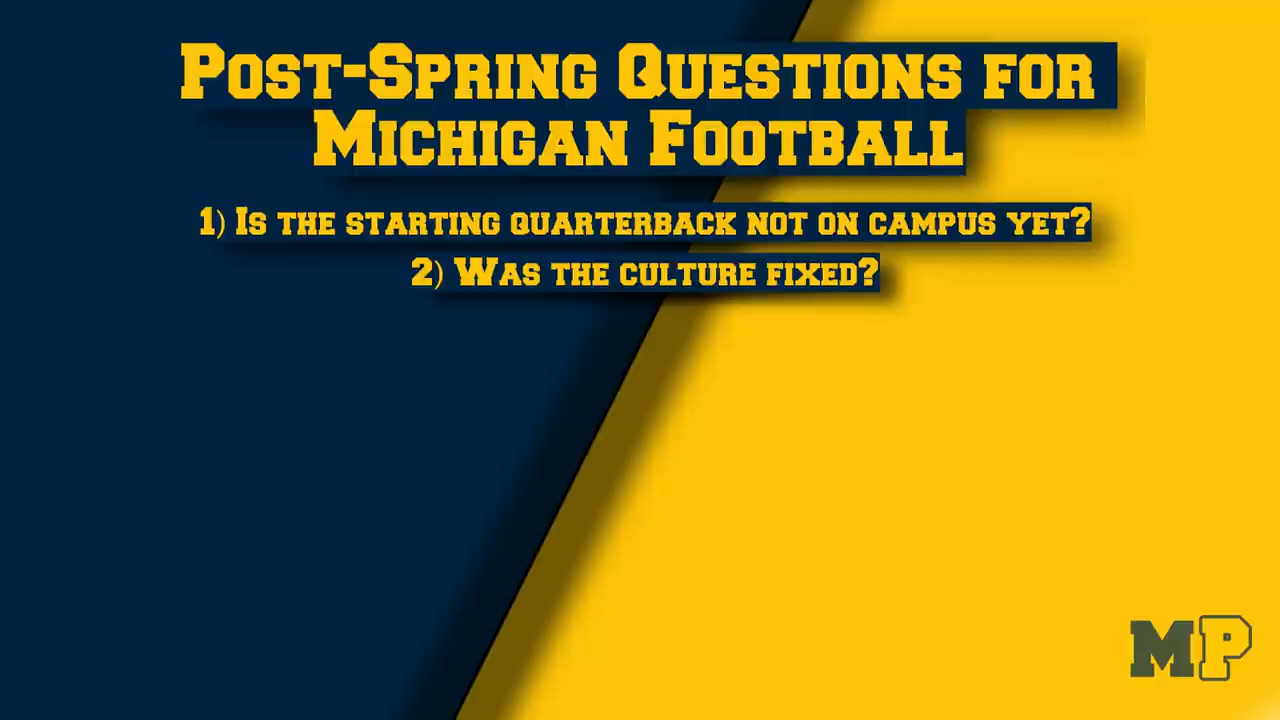 Post-Spring Questions for
Michigan Football
1) Is the starting quarterback not on campus yet?
2) Was the culture fixed?
MP